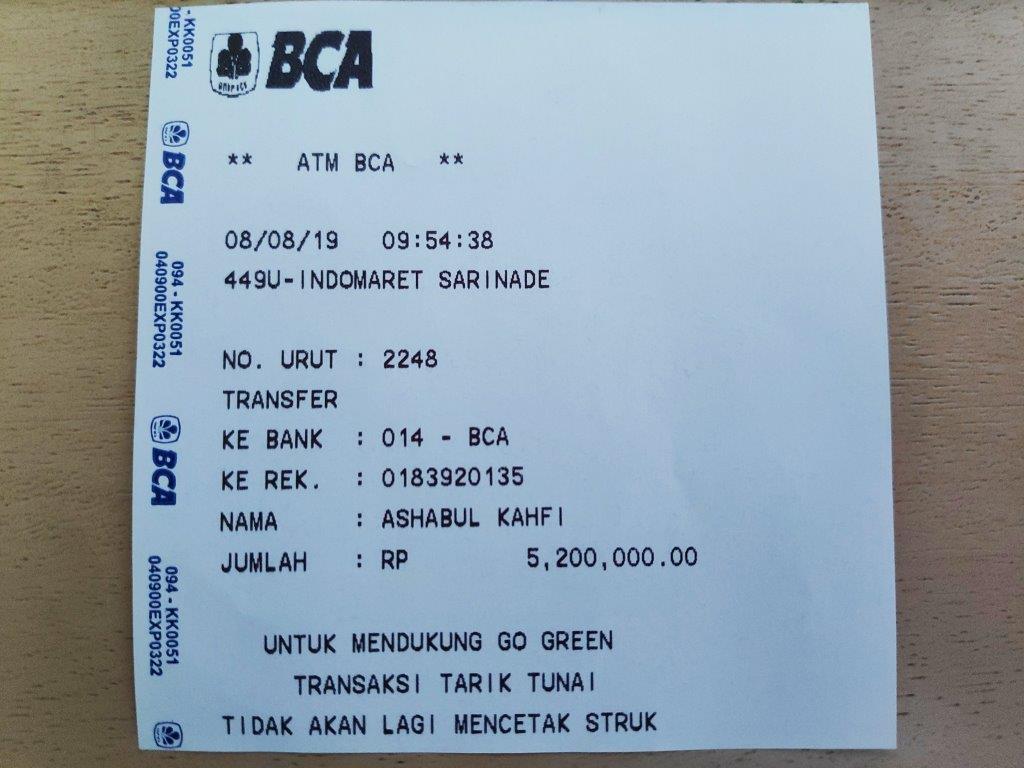 BCA
** ATM BCA **
08/08/19 09:54:38
449U-INDOMARET SARINADE
NO. URUT : 2248
TRANSFER
KE BANK : 014 - BCA
KE REK. : 0183920135
NAMA : ASHABUL KAHFI
JUMLAH : RP 5,200,000.00
UNTUK MENDUKUNG GO GREEN
TRANSAKSI TARIK TUNAI
TIDAK AKAN LAGI MENCETAK STRUK
- KK0051
00EXP0322
BCA
094 - KK0051
040900EXP0322
BCA
094 - KK0051
040900EXP0322